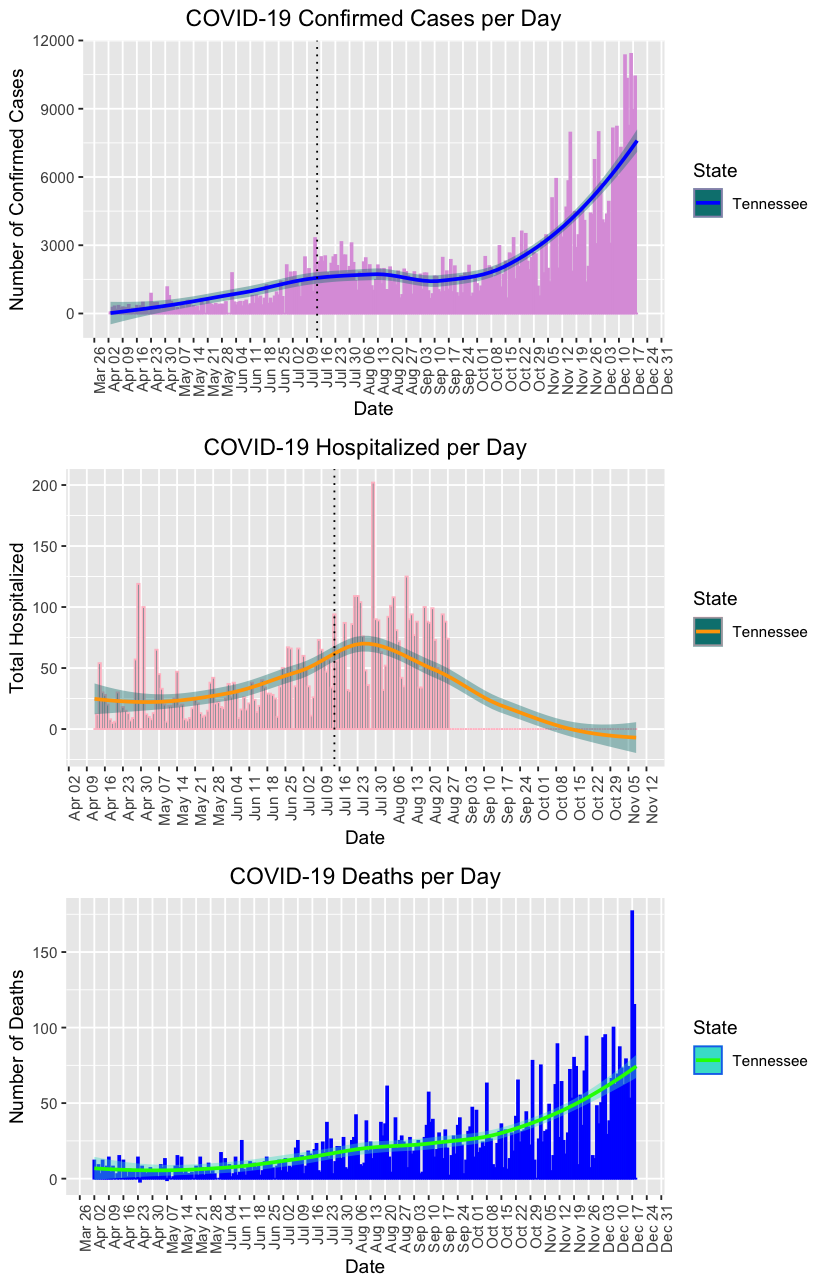 COVID-19 Confirmed Cases per Day
12000
9000
6000
3000
0
Number of Confirmed Cases
Mar 26
Apr 02
Apr 09
Apr 16
Apr 23
Apr 30
May 07
May 14
May 21
May 28
Jun 04
Jun 11
Jun 18
Jun 25
Jul 02
Jul 09
Jul 16
Jul 23
Jul 30
Aug 06
Aug 13
Aug 20
Aug 27
Sep 03
Sep 10
Sep 17
Sep 24
Oct 01
Oct 08
Oct 15
Oct 22
Oct 29
Nov 05
Nov 12
Nov 19
Nov 26
Dec 03
Dec 10
Dec 17
Dec 24
Dec 31
Date
State
Tennessee
COVID-19 Hospitalized per Day
200
150
100
50
0
Total Hospitalized
Apr 02
Apr 09
Apr 16
Apr 23
Apr 30
May 07
May 14
May 21
May 28
Jun 04
Jun 11
Jun 18
Jun 25
Jul 02
Jul 09
Jul 16
Jul 23
Jul 30
Aug 06
Aug 13
Aug 20
Aug 27
Sep 03
Sep 10
Sep 17
Sep 24
Oct 01
Oct 08
Oct 15
Oct 22
Oct 29
Nov 05
Nov 12
Date
State
Tennessee
COVID-19 Deaths per Day
150
100
50
0
Number of Deaths
Mar 26
Apr 02
Apr 09
Apr 16
Apr 23
Apr 30
May 07
May 14
May 21
May 28
Jun 04
Jun 11
Jun 18
Jun 25
Jul 02
Jul 09
Jul 16
Jul 23
Jul 30
Aug 06
Aug 13
Aug 20
Aug 27
Sep 03
Sep 10
Sep 17
Sep 24
Oct 01
Oct 08
Oct 15
Oct 22
Oct 29
Nov 05
Nov 12
Nov 19
Nov 26
Dec 03
Dec 10
Dec 17
Dec 24
Dec 31
Date
State
Tennessee